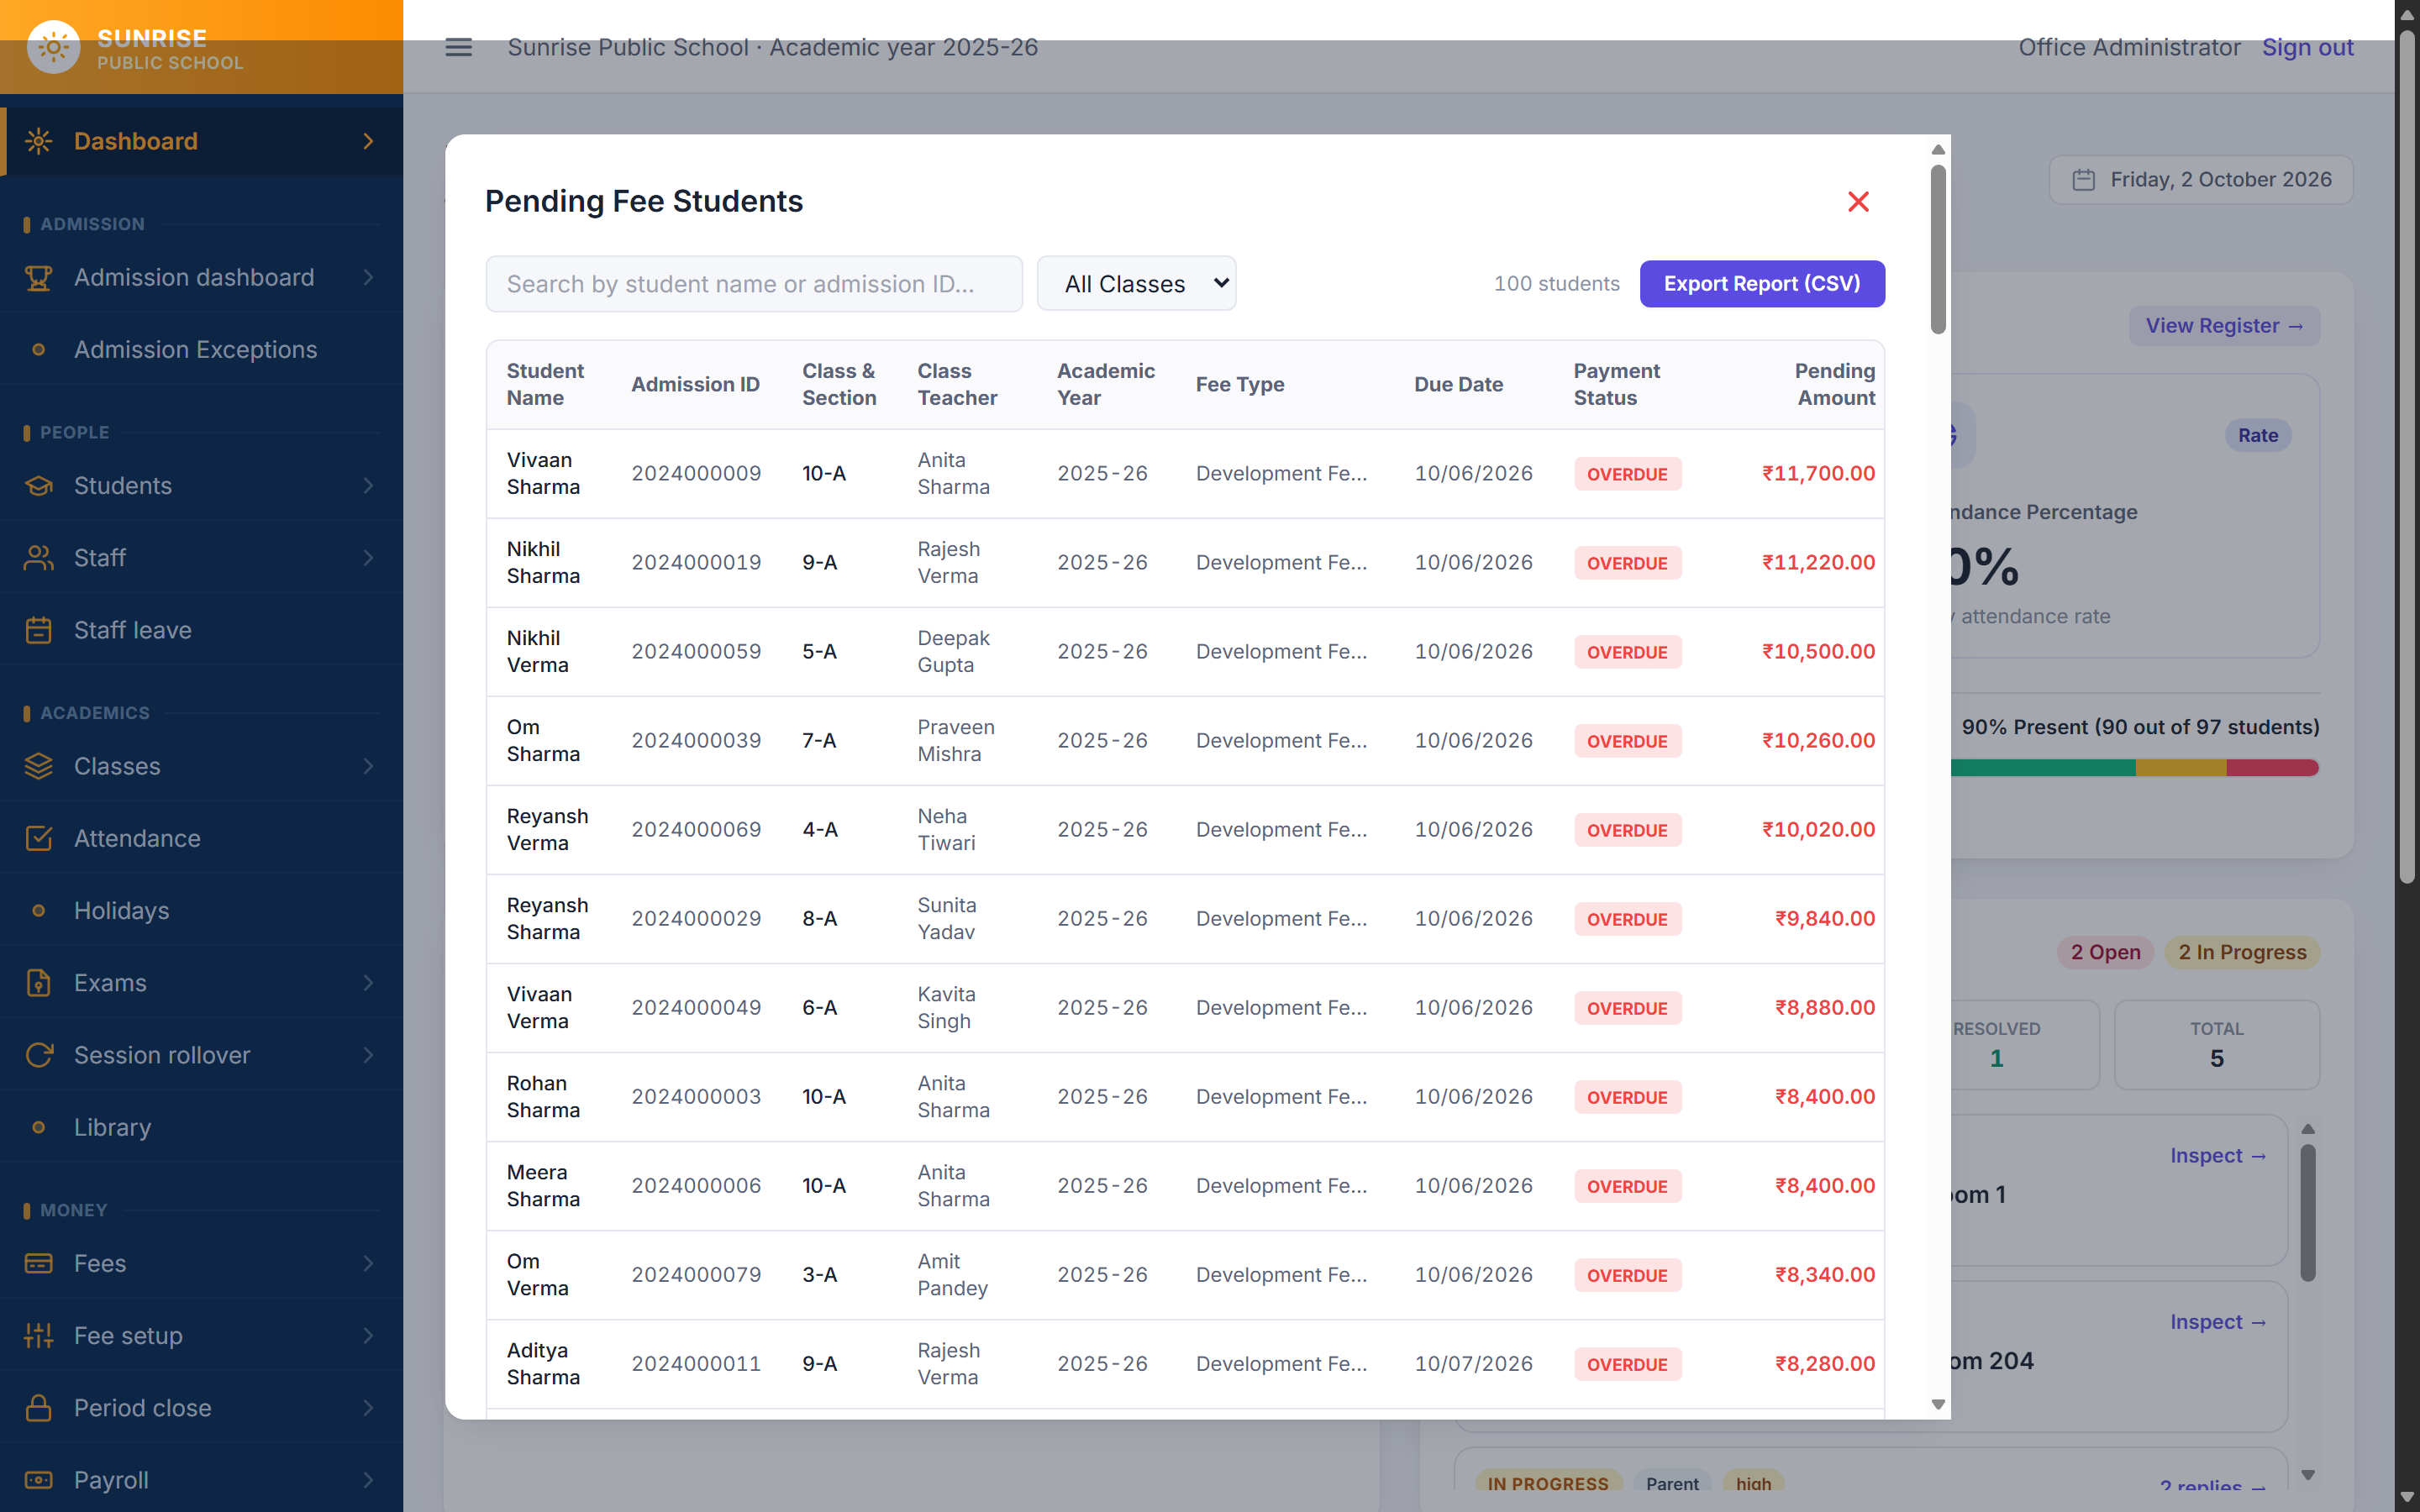 SUNRISE
PUBLIC SCHOOL
Sunrise Public School · Academic year 2025-26
Office Administrator Sign out
Dashboard
ADMISSION
Admission dashboard
Admission Exceptions
PEOPLE
Students
Staff
Staff leave
ACADEMICS
Classes
Attendance
Holidays
Exams
Session rollover
Library
MONEY
Fees
Fee setup
Period close
Payroll
Friday, 2 October 2026
Pending Fee Students
Search by student name or admission ID...
All Classes
100 students
Export Report (CSV)
Student Name Admission ID Class & Section Class Teacher Academic Year Fee Type Due Date Payment Status Pending Amount
Vivaan Sharma 2024000009 10-A Anita Sharma 2025-26 Development Fe... 10/06/2026 OVERDUE ₹11,700.00
Nikhil Sharma 2024000019 9-A Rajesh Verma 2025-26 Development Fe... 10/06/2026 OVERDUE ₹11,220.00
Nikhil Verma 2024000059 5-A Deepak Gupta 2025-26 Development Fe... 10/06/2026 OVERDUE ₹10,500.00
Om Sharma 2024000039 7-A Praveen Mishra 2025-26 Development Fe... 10/06/2026 OVERDUE ₹10,260.00
Reyansh Verma 2024000069 4-A Neha Tiwari 2025-26 Development Fe... 10/06/2026 OVERDUE ₹10,020.00
Reyansh Sharma 2024000029 8-A Sunita Yadav 2025-26 Development Fe... 10/06/2026 OVERDUE ₹9,840.00
Vivaan Verma 2024000049 6-A Kavita Singh 2025-26 Development Fe... 10/06/2026 OVERDUE ₹8,880.00
Rohan Sharma 2024000003 10-A Anita Sharma 2025-26 Development Fe... 10/06/2026 OVERDUE ₹8,400.00
Meera Sharma 2024000006 10-A Anita Sharma 2025-26 Development Fe... 10/06/2026 OVERDUE ₹8,400.00
Om Verma 2024000079 3-A Amit Pandey 2025-26 Development Fe... 10/06/2026 OVERDUE ₹8,340.00
Aditya Sharma 2024000011 9-A Rajesh Verma 2025-26 Development Fe... 10/07/2026 OVERDUE ₹8,280.00
View Register →
Rate
Percentage
0%
attendance rate
90% Present (90 out of 97 students)
2 Open 2 In Progress
RESOLVED
1
TOTAL
5
Inspect →
1
Inspect →
204
IN PROGRESS Parent high 2 replies →